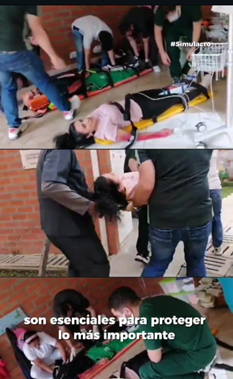 #Simulacro
son esenciales para proteger
lo más importante